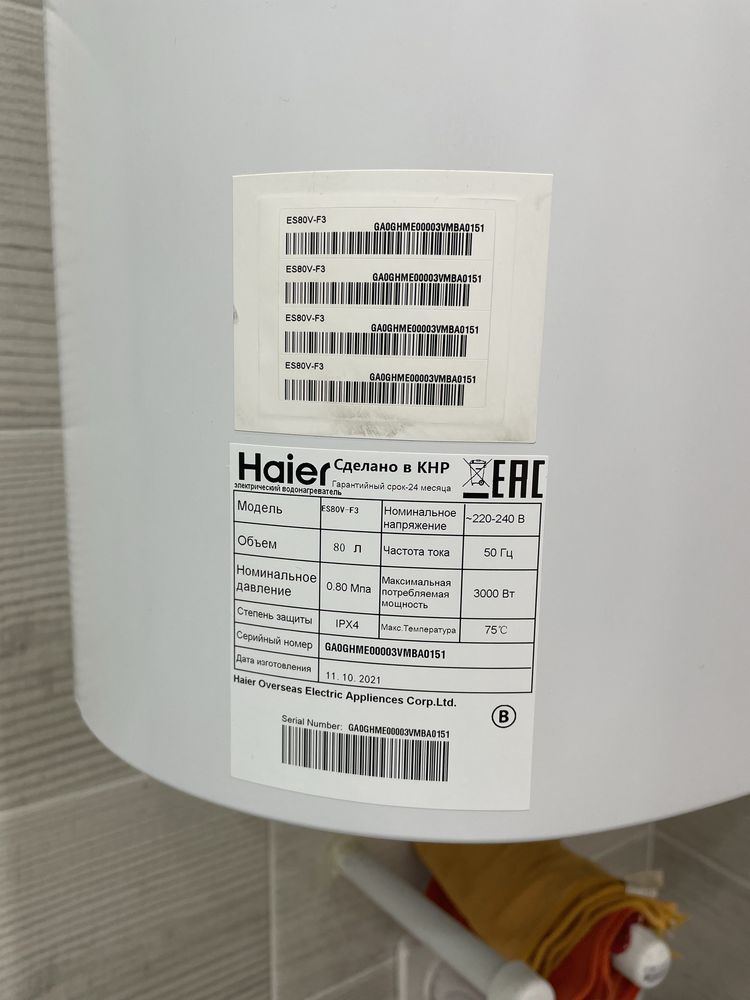 ES80V-F3
GA0GHME00003VMBA0151
ES80V-F3
GA0GHME00003VMBA0151
ES80V-F3
GA0GHME00003VMBA0151
ES80V-F3
GA0GHME00003VMBA0151
Haier Сделано в КНР EAC
электрический водонагреватель Гарантийный срок-24 месяца
Модель ES80V-F3 Номинальное напряжение ~220-240 В
Объем 80 Л Частота тока 50 Гц
Номинальное давление 0.80 Mpa Максимальная потребляемая мощность 3000 Вт
Степень защиты IPX4 Макс.Температура 75℃
Серийный номер GA0GHME00003VMBA0151
Дата изготовления 11. 10. 2021
Haier Overseas Electric Appliences Corp.Ltd.
B
Serial Number: GA0GHME00003VMBA0151